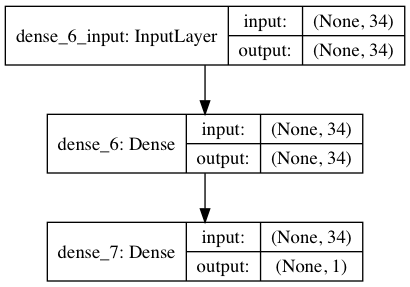 dense_6_input: InputLayer
input: (None, 34)
output: (None, 34)
dense_6: Dense
input: (None, 34)
output: (None, 34)
dense_7: Dense
input: (None, 34)
output: (None, 1)